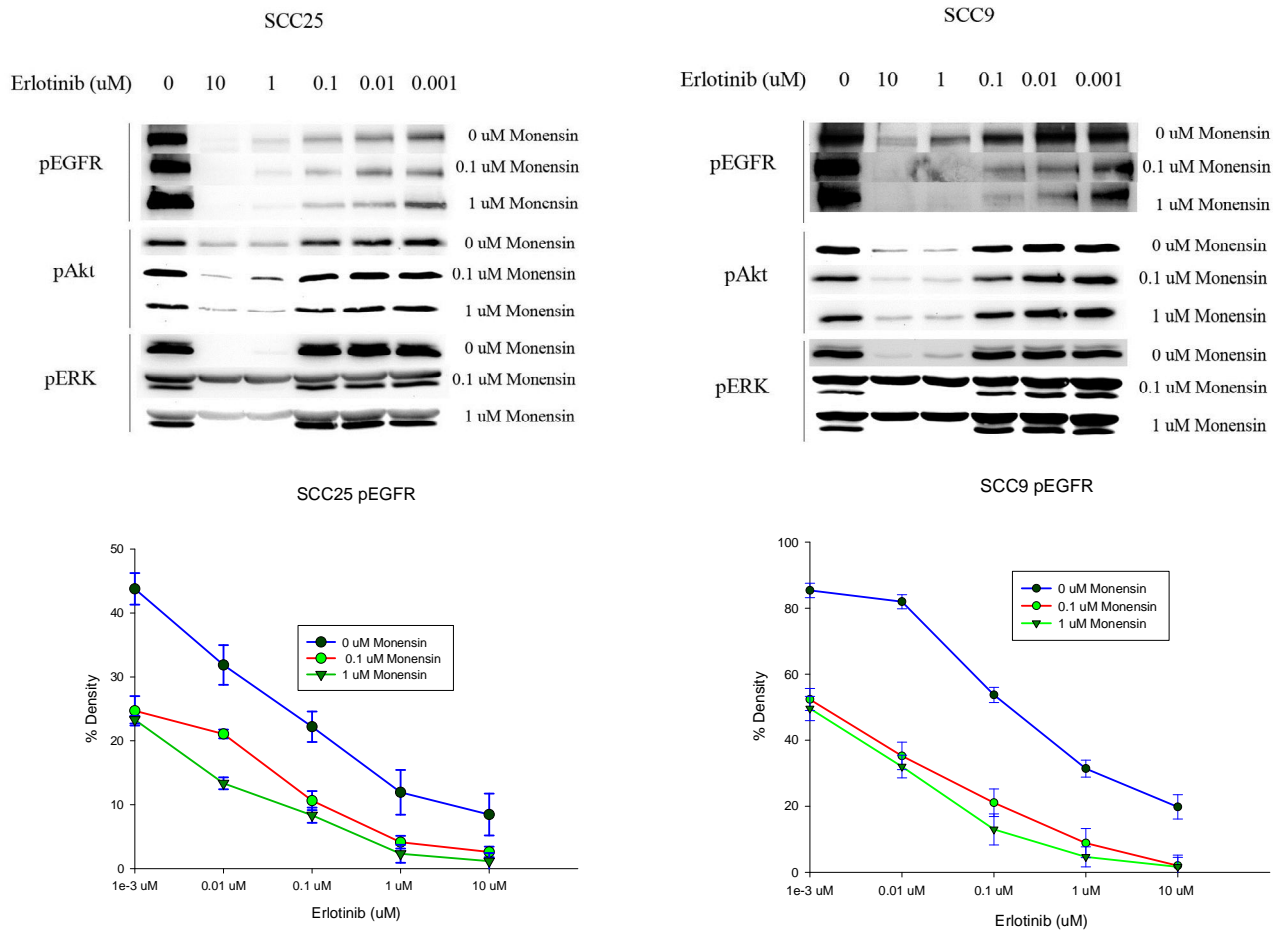 SCC25
Erlotinib (uM) 0 10 1 0.1 0.01 0.001
pEGFR
0 uM Monensin
0.1 uM Monensin
1 uM Monensin
pAkt
0 uM Monensin
0.1 uM Monensin
1 uM Monensin
pERK
0 uM Monensin
0.1 uM Monensin
1 uM Monensin
SCC9
Erlotinib (uM) 0 10 1 0.1 0.01 0.001
pEGFR
0 uM Monensin
0.1 uM Monensin
1 uM Monensin
pAkt
0 uM Monensin
0.1 uM Monensin
1 uM Monensin
pERK
0 uM Monensin
0.1 uM Monensin
1 uM Monensin
SCC25 pEGFR
50
40
30
20
10
0
% Density
0 uM Monensin
0.1 uM Monensin
1 uM Monensin
1e-3 uM 0.01 uM 0.1 uM 1 uM 10 uM
Erlotinib (uM)
SCC9 pEGFR
100
80
60
40
20
0
% Density
0 uM Monensin
0.1 uM Monensin
1 uM Monensin
1e-3 uM 0.01 uM 0.1 uM 1 uM 10 uM
Erlotinib (uM)